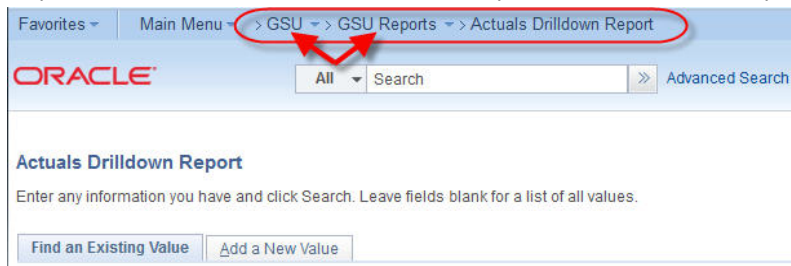 Favorites Main Menu > GSU > GSU Reports > Actuals Drilldown Report
ORACLE All Search » Advanced Search
Actuals Drilldown Report
Enter any information you have and click Search. Leave fields blank for a list of all values.
Find an Existing Value Add a New Value